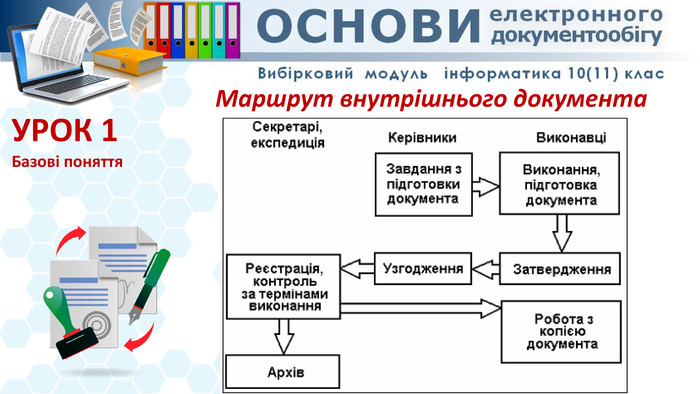 ОСНОВИ електронного
документообігу
Вибірковий модуль інформатика 10(11) клас
Маршрут внутрішнього документа
УРОК 1
Базові поняття
Секретарі,
експедиція
Керівники
Виконавці
Завдання з
підготовки
документа
Виконання,
підготовка
документа
Реєстрація,
контроль
за термінами
виконання
Узгодження
Затвердження
Робота з
копією
документа
Архів